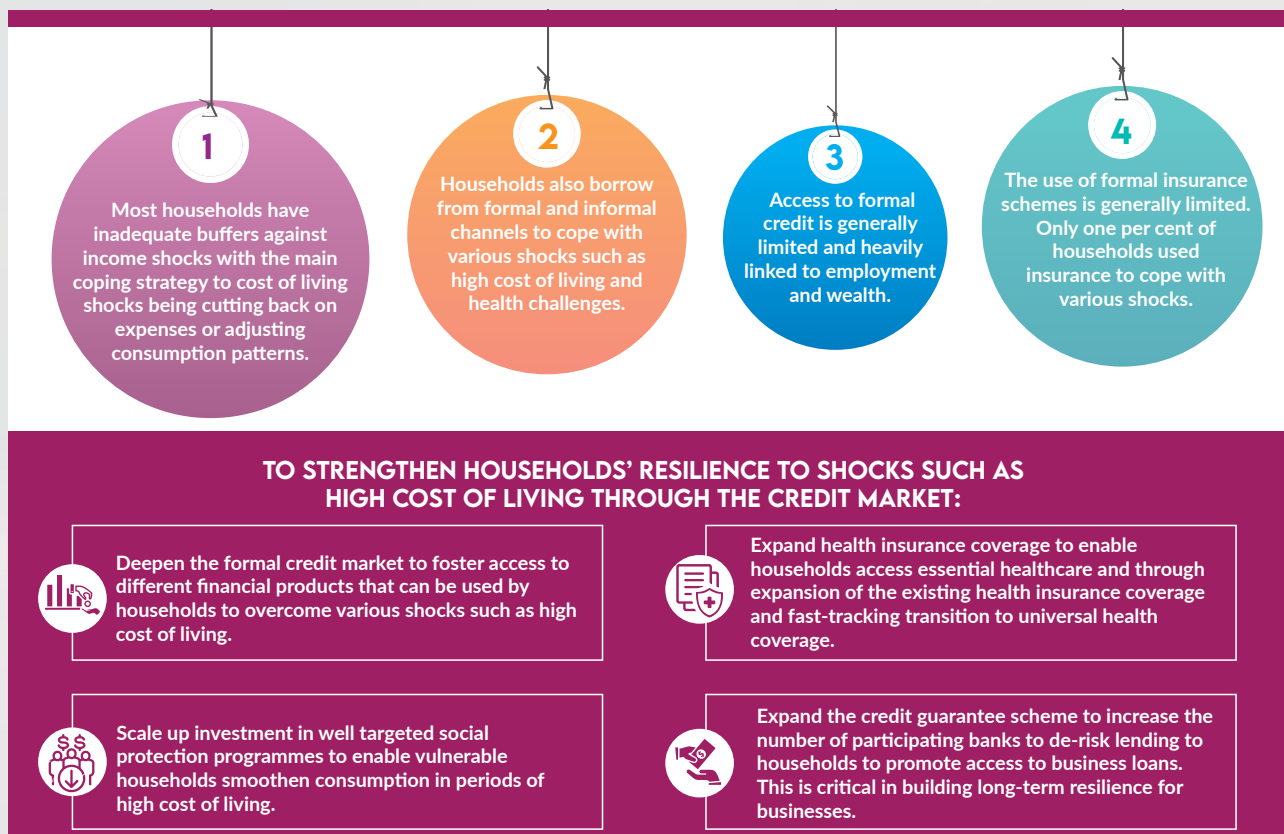 1
Most households have
inadequate buffers against
income shocks with the main
coping strategy to cost of living
shocks being cutting back on
expenses or adjusting
consumption patterns.
2
Households also borrow
from formal and informal
channels to cope with
various shocks such as
high cost of living and
health challenges.
3
Access to formal
credit is generally
limited and heavily
linked to employment
and wealth.
4
The use of formal insurance
schemes is generally limited.
Only one per cent of
households used
insurance to cope with
various shocks.
TO STRENGTHEN HOUSEHOLDS’ RESILIENCE TO SHOCKS SUCH AS
HIGH COST OF LIVING THROUGH THE CREDIT MARKET:
Deepen the formal credit market to foster access to
different financial products that can be used by
households to overcome various shocks such as high
cost of living.
Expand health insurance coverage to enable
households access essential healthcare and through
expansion of the existing health insurance coverage
and fast-tracking transition to universal health
coverage.
$$
Scale up investment in well targeted social
protection programmes to enable vulnerable
households smoothen consumption in periods of
high cost of living.
$
Expand the credit guarantee scheme to increase the
number of participating banks to de-risk lending to
households to promote access to business loans.
This is critical in building long-term resilience for
businesses.